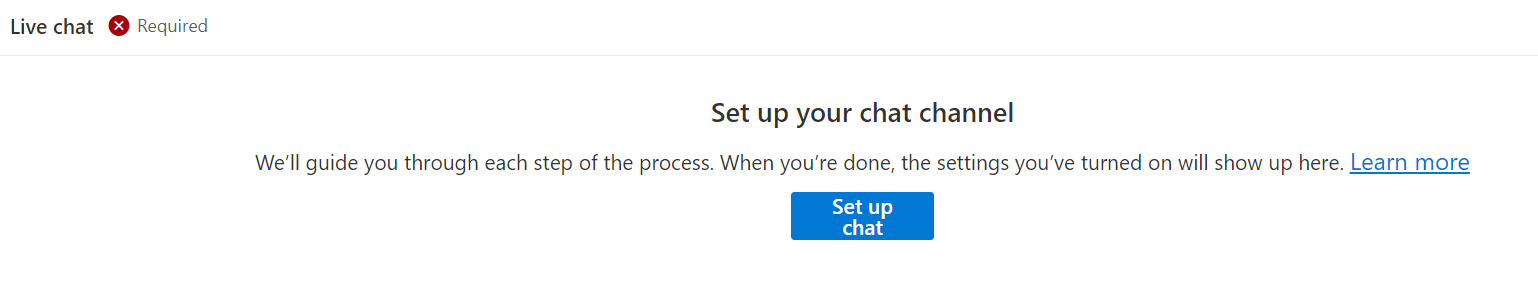 Live chat Required
Set up your chat channel
We’ll guide you through each step of the process. When you’re done, the settings you’ve turned on will show up here. Learn more
Set up
chat